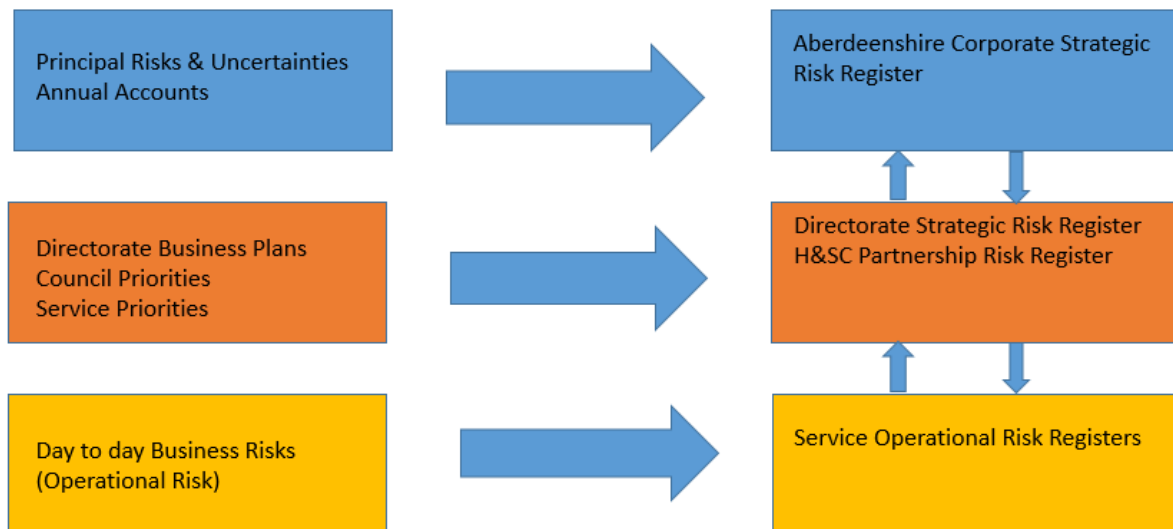 Principal Risks & Uncertainties
Annual Accounts
Aberdeenshire Corporate Strategic
Risk Register
Directorate Business Plans
Council Priorities
Service Priorities
Directorate Strategic Risk Register
H&SC Partnership Risk Register
Day to day Business Risks
(Operational Risk)
Service Operational Risk Registers